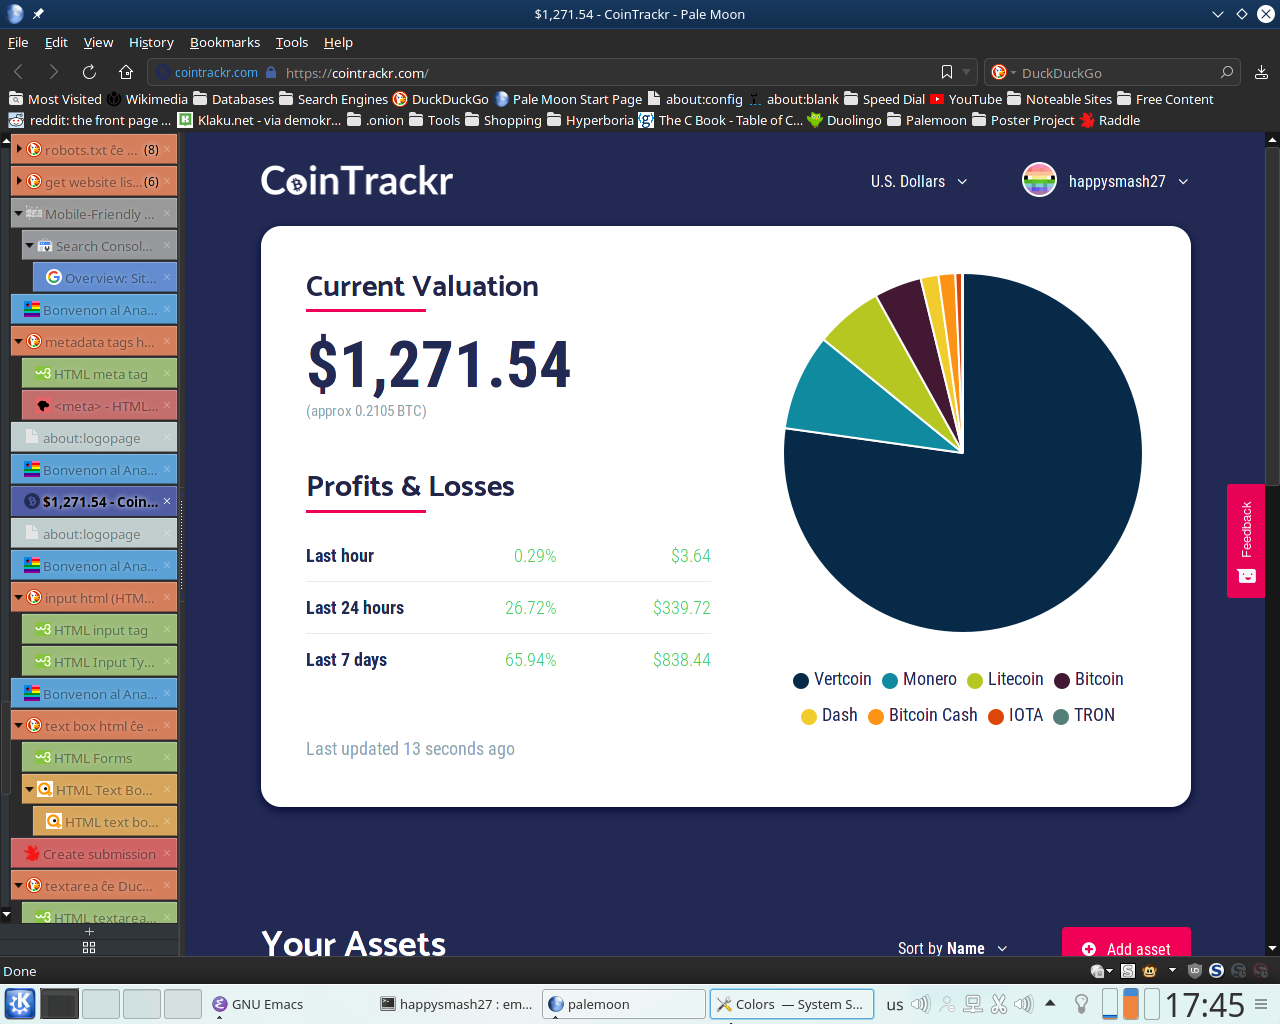 $1,271.54 - CoinTrackr - Pale Moon
File Edit View History Bookmarks Tools Help
cointrackr.com https://cointrackr.com/ DuckDuckGo
Most Visited Wikimedia Databases Search Engines DuckDuckGo Pale Moon Start Page about:config about:blank Speed Dial YouTube Noteable Sites Free Content
reddit: the front page ... Klaku.net - via demokr... .onion Tools Shopping Hyperboria The C Book - Table of C... Duolingo Palemoon Poster Project Raddle
robots.txt ĉe ... (8)
get website lis... (6)
Mobile-Friendly ...
Search Consol...
Overview: Sit...
Bonvenon al Ana...
metadata tags h...
HTML meta tag
<meta> - HTML...
about:logopage
Bonvenon al Ana...
$1,271.54 - Coin...
about:logopage
Bonvenon al Ana...
input html (HTM...
HTML input tag
HTML Input Ty...
Bonvenon al Ana...
text box html ĉe ...
HTML Forms
HTML Text Bo...
HTML text bo...
Create submission
textarea ĉe Duc...
HTML textarea...
CoinTrackr
U.S. Dollars
happysmash27
Current Valuation
$1,271.54
(approx 0.2105 BTC)
Profits & Losses
Last hour 0.29% $3.64
Last 24 hours 26.72% $339.72
Last 7 days 65.94% $838.44
Last updated 13 seconds ago
Vertcoin Monero Litecoin Bitcoin
Dash Bitcoin Cash IOTA TRON
Feedback
Your Assets
Sort by Name
Add asset
Done
GNU Emacs
happysmash27 : em...
palemoon
Colors — System S...
us
17:45